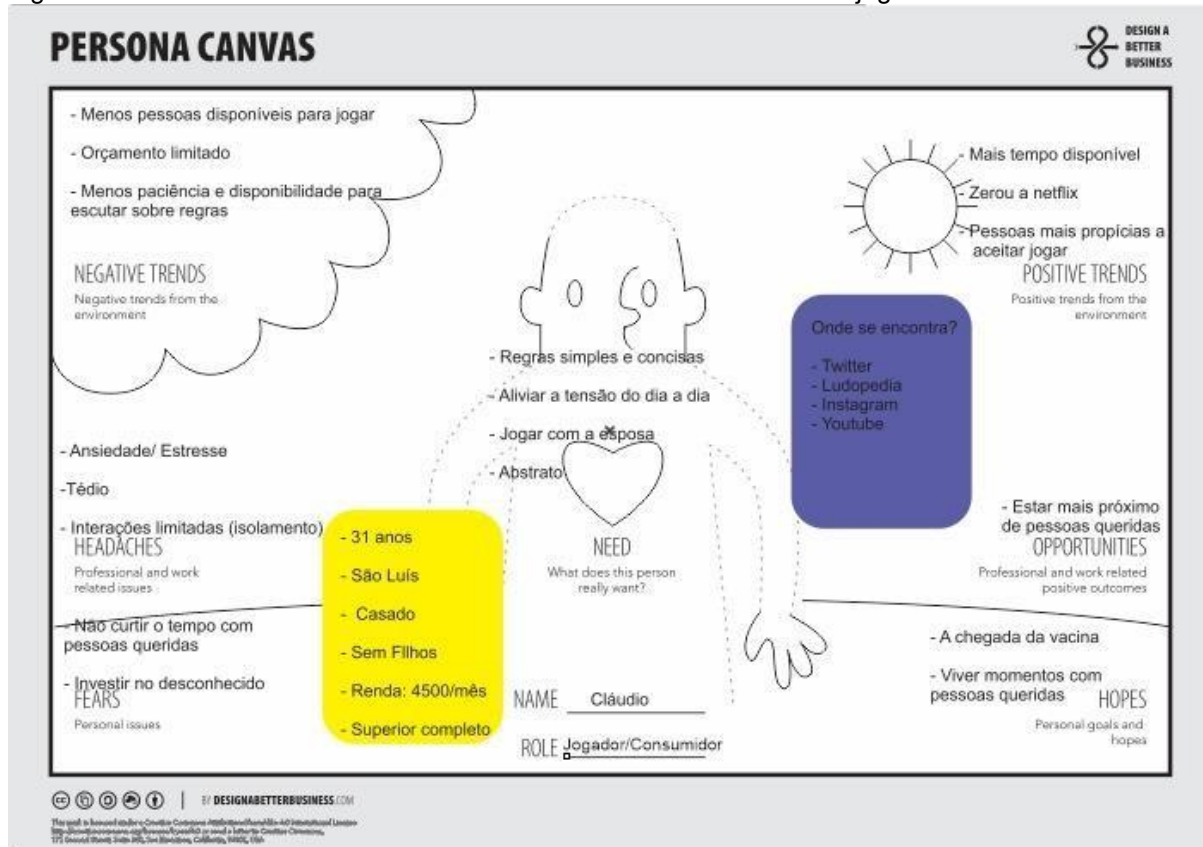 PERSONA CANVAS
DESIGN A
BETTER
BUSINESS
- Menos pessoas disponíveis para jogar
- Orçamento limitado
- Menos paciência e disponibilidade para
escutar sobre regras
NEGATIVE TRENDS
Negative trends from the
environment
- Mais tempo disponível
- Zerou a netflix
- Pessoas mais propícias a
aceitar jogar
POSITIVE TRENDS
Positive trends from the
environment
- Regras simples e concisas
- Aliviar a tensão do dia a dia
- Jogar com a esposa
- Abstrato
NEED
What does this person
really want?
Onde se encontra?
- Twitter
- Ludopedia
- Instagram
- Youtube
- Ansiedade/ Estresse
-Tédio
- Interações limitadas (isolamento)
HEADACHES
Professional and work
related issues
- Estar mais próximo
de pessoas queridas
OPPORTUNITIES
Professional and work related
positive outcomes
- Não curtir o tempo com
pessoas queridas
- Investir no desconhecido
FEARS
Personal issues
- 31 anos
- São Luís
- Casado
- Sem FIlhos
- Renda: 4500/mês
- Superior completo
NAME Cláudio
ROLE Jogador/Consumidor
- A chegada da vacina
- Viver momentos com
pessoas queridas
HOPES
Personal goals and
hopes
BY DESIGNABETTERBUSINESS.COM